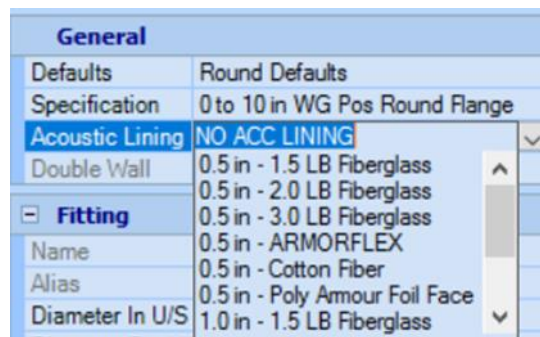 General
Defaults Round Defaults
Specification 0 to 10 in WG Pos Round Flange
Acoustic Lining NO ACC LINING
Double Wall 0.5 in - 1.5 LB Fiberglass
0.5 in - 2.0 LB Fiberglass
Fitting 0.5 in - 3.0 LB Fiberglass
Name 0.5 in - ARMORFLEX
0.5 in - Cotton Fiber
Alias 0.5 in - Poly Armour Foil Face
Diameter In U/S 1.0 in - 1.5 LB Fiberglass